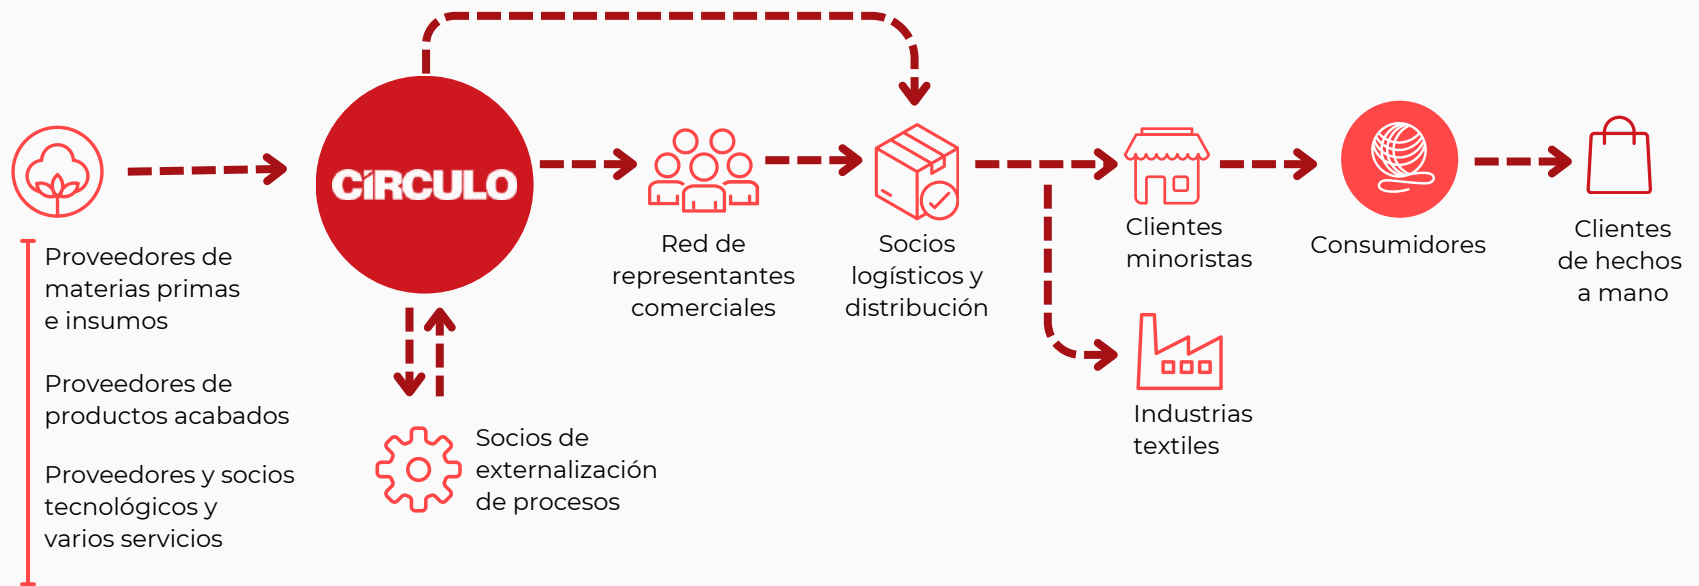 CÍRCULO
Proveedores de
materias primas
e insumos
Proveedores de
productos acabados
Proveedores y socios
tecnológicos y
varios servicios
Socios de
externalización
de procesos
Red de
representantes
comerciales
Socios
logísticos y
distribución
Clientes
minoristas
Industrias
textiles
Consumidores
Clientes
de hechos
a mano